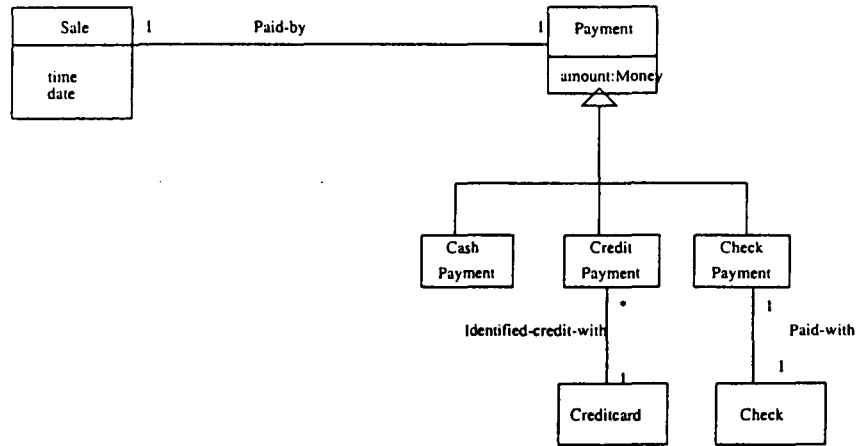 Sale
1
Paid-by
1
Payment
time
date
amount:Money
Cash
Payment
Credit
Payment
Check
Payment
*
1
Identified-credit-with
Paid-with
1
1
Creditcard
Check